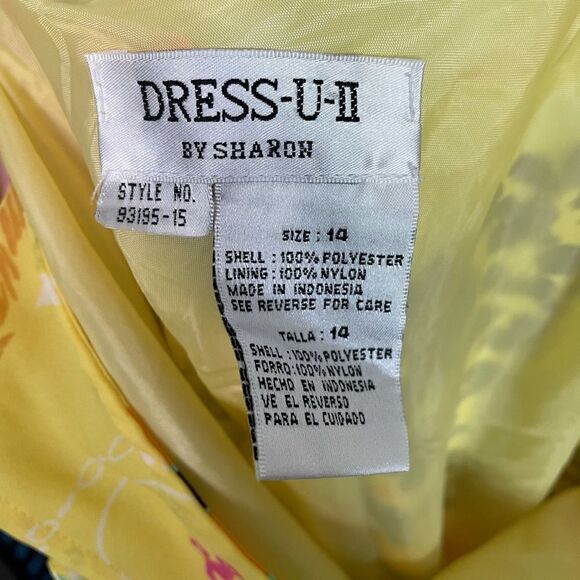 DRESS-U-II
BY SHARON
STYLE NO.
93195-15
SIZE : 14
SHELL : 100% POLYESTER
LINING : 100% NYLON
MADE IN INDONESIA
SEE REVERSE FOR CARE
TALLA : 14
SHELL : 100% POLYESTER
FORRO : 100% NYLON
HECHO EN INDONESIA
VE EL REVERSO
PARA EL CUIDADO